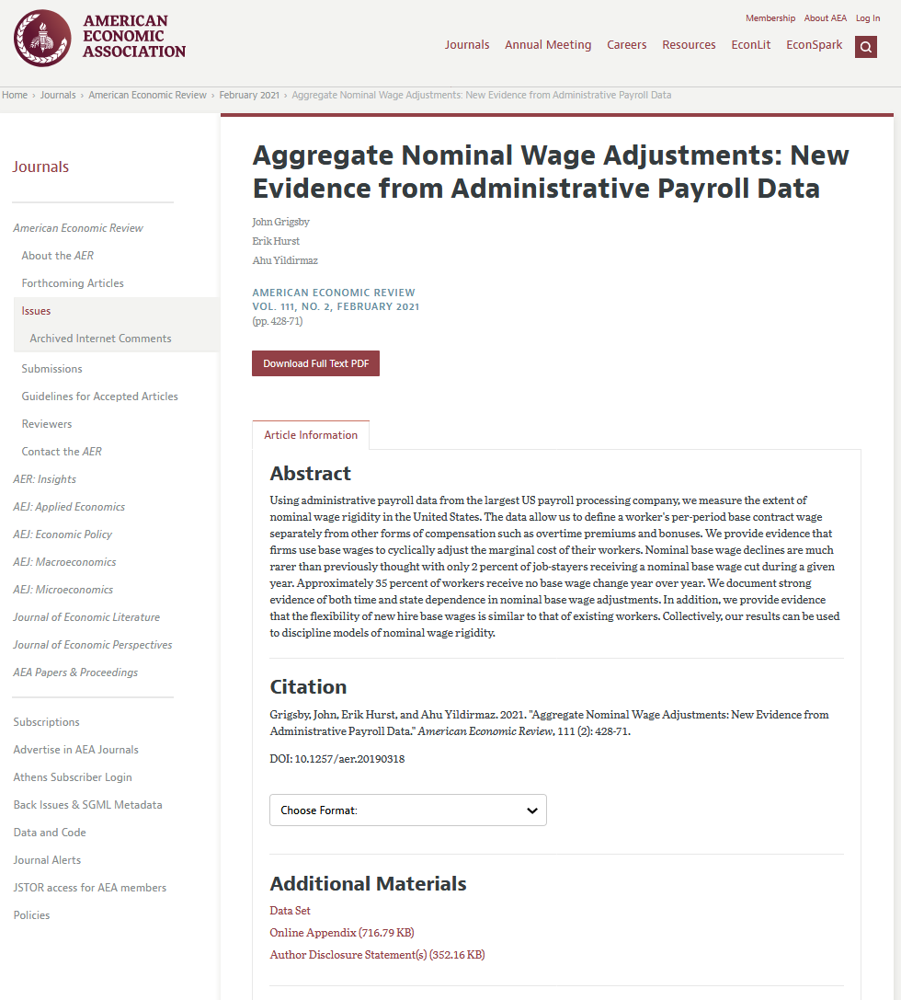 AMERICAN
ECONOMIC
ASSOCIATION
Membership About AEA Log In
Journals Annual Meeting Careers Resources EconLit EconSpark
Home › Journals › American Economic Review › February 2021 › Aggregate Nominal Wage Adjustments: New Evidence from Administrative Payroll Data
Journals
American Economic Review
About the AER
Forthcoming Articles
Issues
Archived Internet Comments
Submissions
Guidelines for Accepted Articles
Reviewers
Contact the AER
AER: Insights
AEJ: Applied Economics
AEJ: Economic Policy
AEJ: Macroeconomics
AEJ: Microeconomics
Journal of Economic Literature
Journal of Economic Perspectives
AEA Papers & Proceedings
Subscriptions
Advertise in AEA Journals
Athens Subscriber Login
Back Issues & SGML Metadata
Data and Code
Journal Alerts
JSTOR access for AEA members
Policies
Aggregate Nominal Wage Adjustments: New
Evidence from Administrative Payroll Data
John Grigsby
Erik Hurst
Ahu Yildirmaz
AMERICAN ECONOMIC REVIEW
VOL. 111, NO. 2, FEBRUARY 2021
(pp. 428-71)
Download Full Text PDF
Article Information
Abstract
Using administrative payroll data from the largest US payroll processing company, we measure the extent of
nominal wage rigidity in the United States. The data allow us to define a worker's per-period base contract wage
separately from other forms of compensation such as overtime premiums and bonuses. We provide evidence that
firms use base wages to cyclically adjust the marginal cost of their workers. Nominal base wage declines are much
rarer than previously thought with only 2 percent of job-stayers receiving a nominal base wage cut during a given
year. Approximately 35 percent of workers receive no base wage change year over year. We document strong
evidence of both time and state dependence in nominal base wage adjustments. In addition, we provide evidence
that the flexibility of new hire base wages is similar to that of existing workers. Collectively, our results can be used
to discipline models of nominal wage rigidity.
Citation
Grigsby, John, Erik Hurst, and Ahu Yildirmaz. 2021. "Aggregate Nominal Wage Adjustments: New Evidence from
Administrative Payroll Data." American Economic Review, 111 (2): 428-71.
DOI: 10.1257/aer.20190318
Choose Format:
Additional Materials
Data Set
Online Appendix (716.79 KB)
Author Disclosure Statement(s) (352.16 KB)